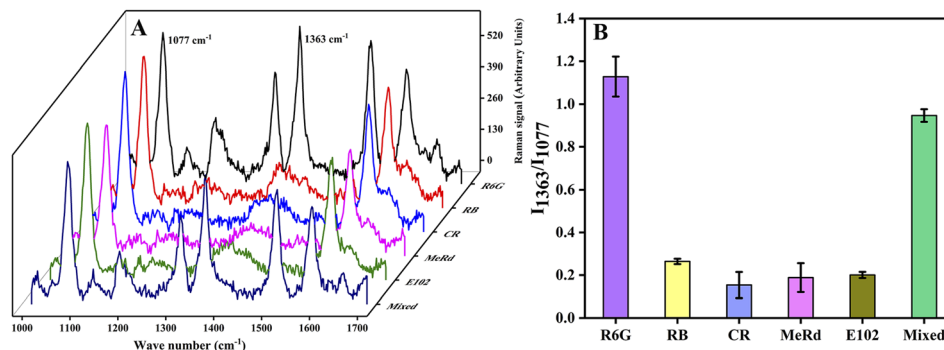 A
1077 cm⁻¹
1363 cm⁻¹
520
390
260
130
0
Raman signal (Arbitrary Units)
R6G
RB
CR
MeRd
E102
Mixed
1000 1100 1200 1300 1400 1500 1600 1700
Wave number (cm⁻¹)
B
1.4
1.2
1.0
0.8
0.6
0.4
0.2
0.0
I₁₃₆₃/I₁₀₇₇
R6G RB CR MeRd E102 Mixed